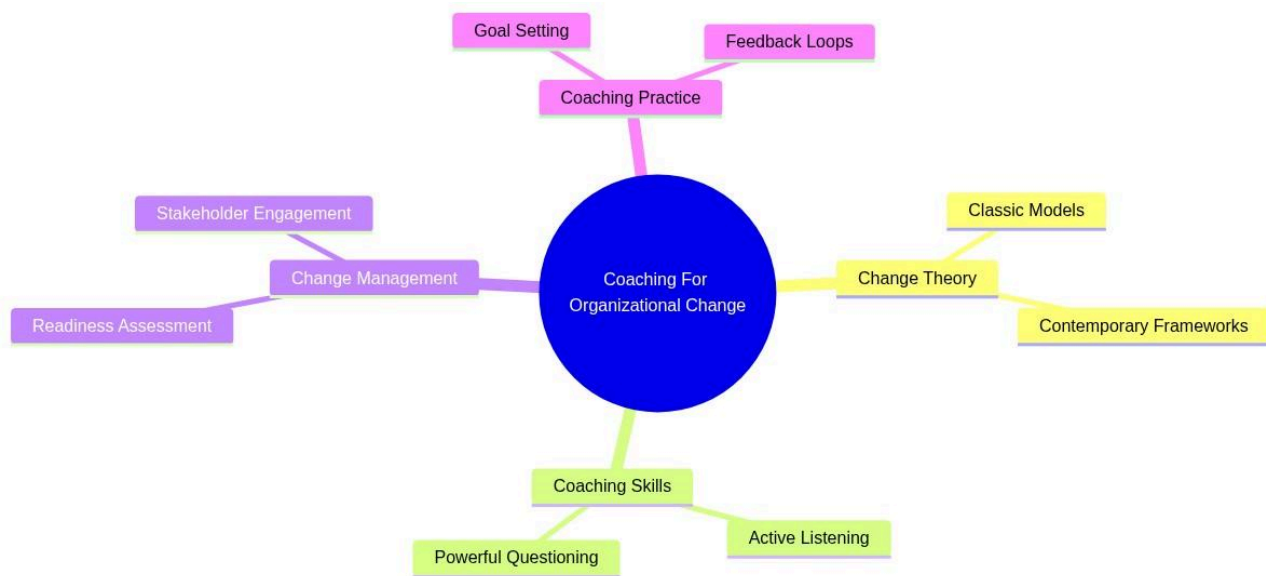 Goal Setting
Feedback Loops
Coaching Practice
Stakeholder Engagement
Classic Models
Change Management
Coaching For
Organizational Change
Change Theory
Readiness Assessment
Contemporary Frameworks
Coaching Skills
Active Listening
Powerful Questioning